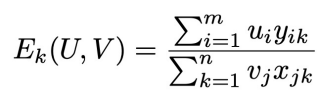 E_k(U, V) = \frac{\sum_{i=1}^{m} u_i y_{ik}}{\sum_{k=1}^{n} v_j x_{jk}}